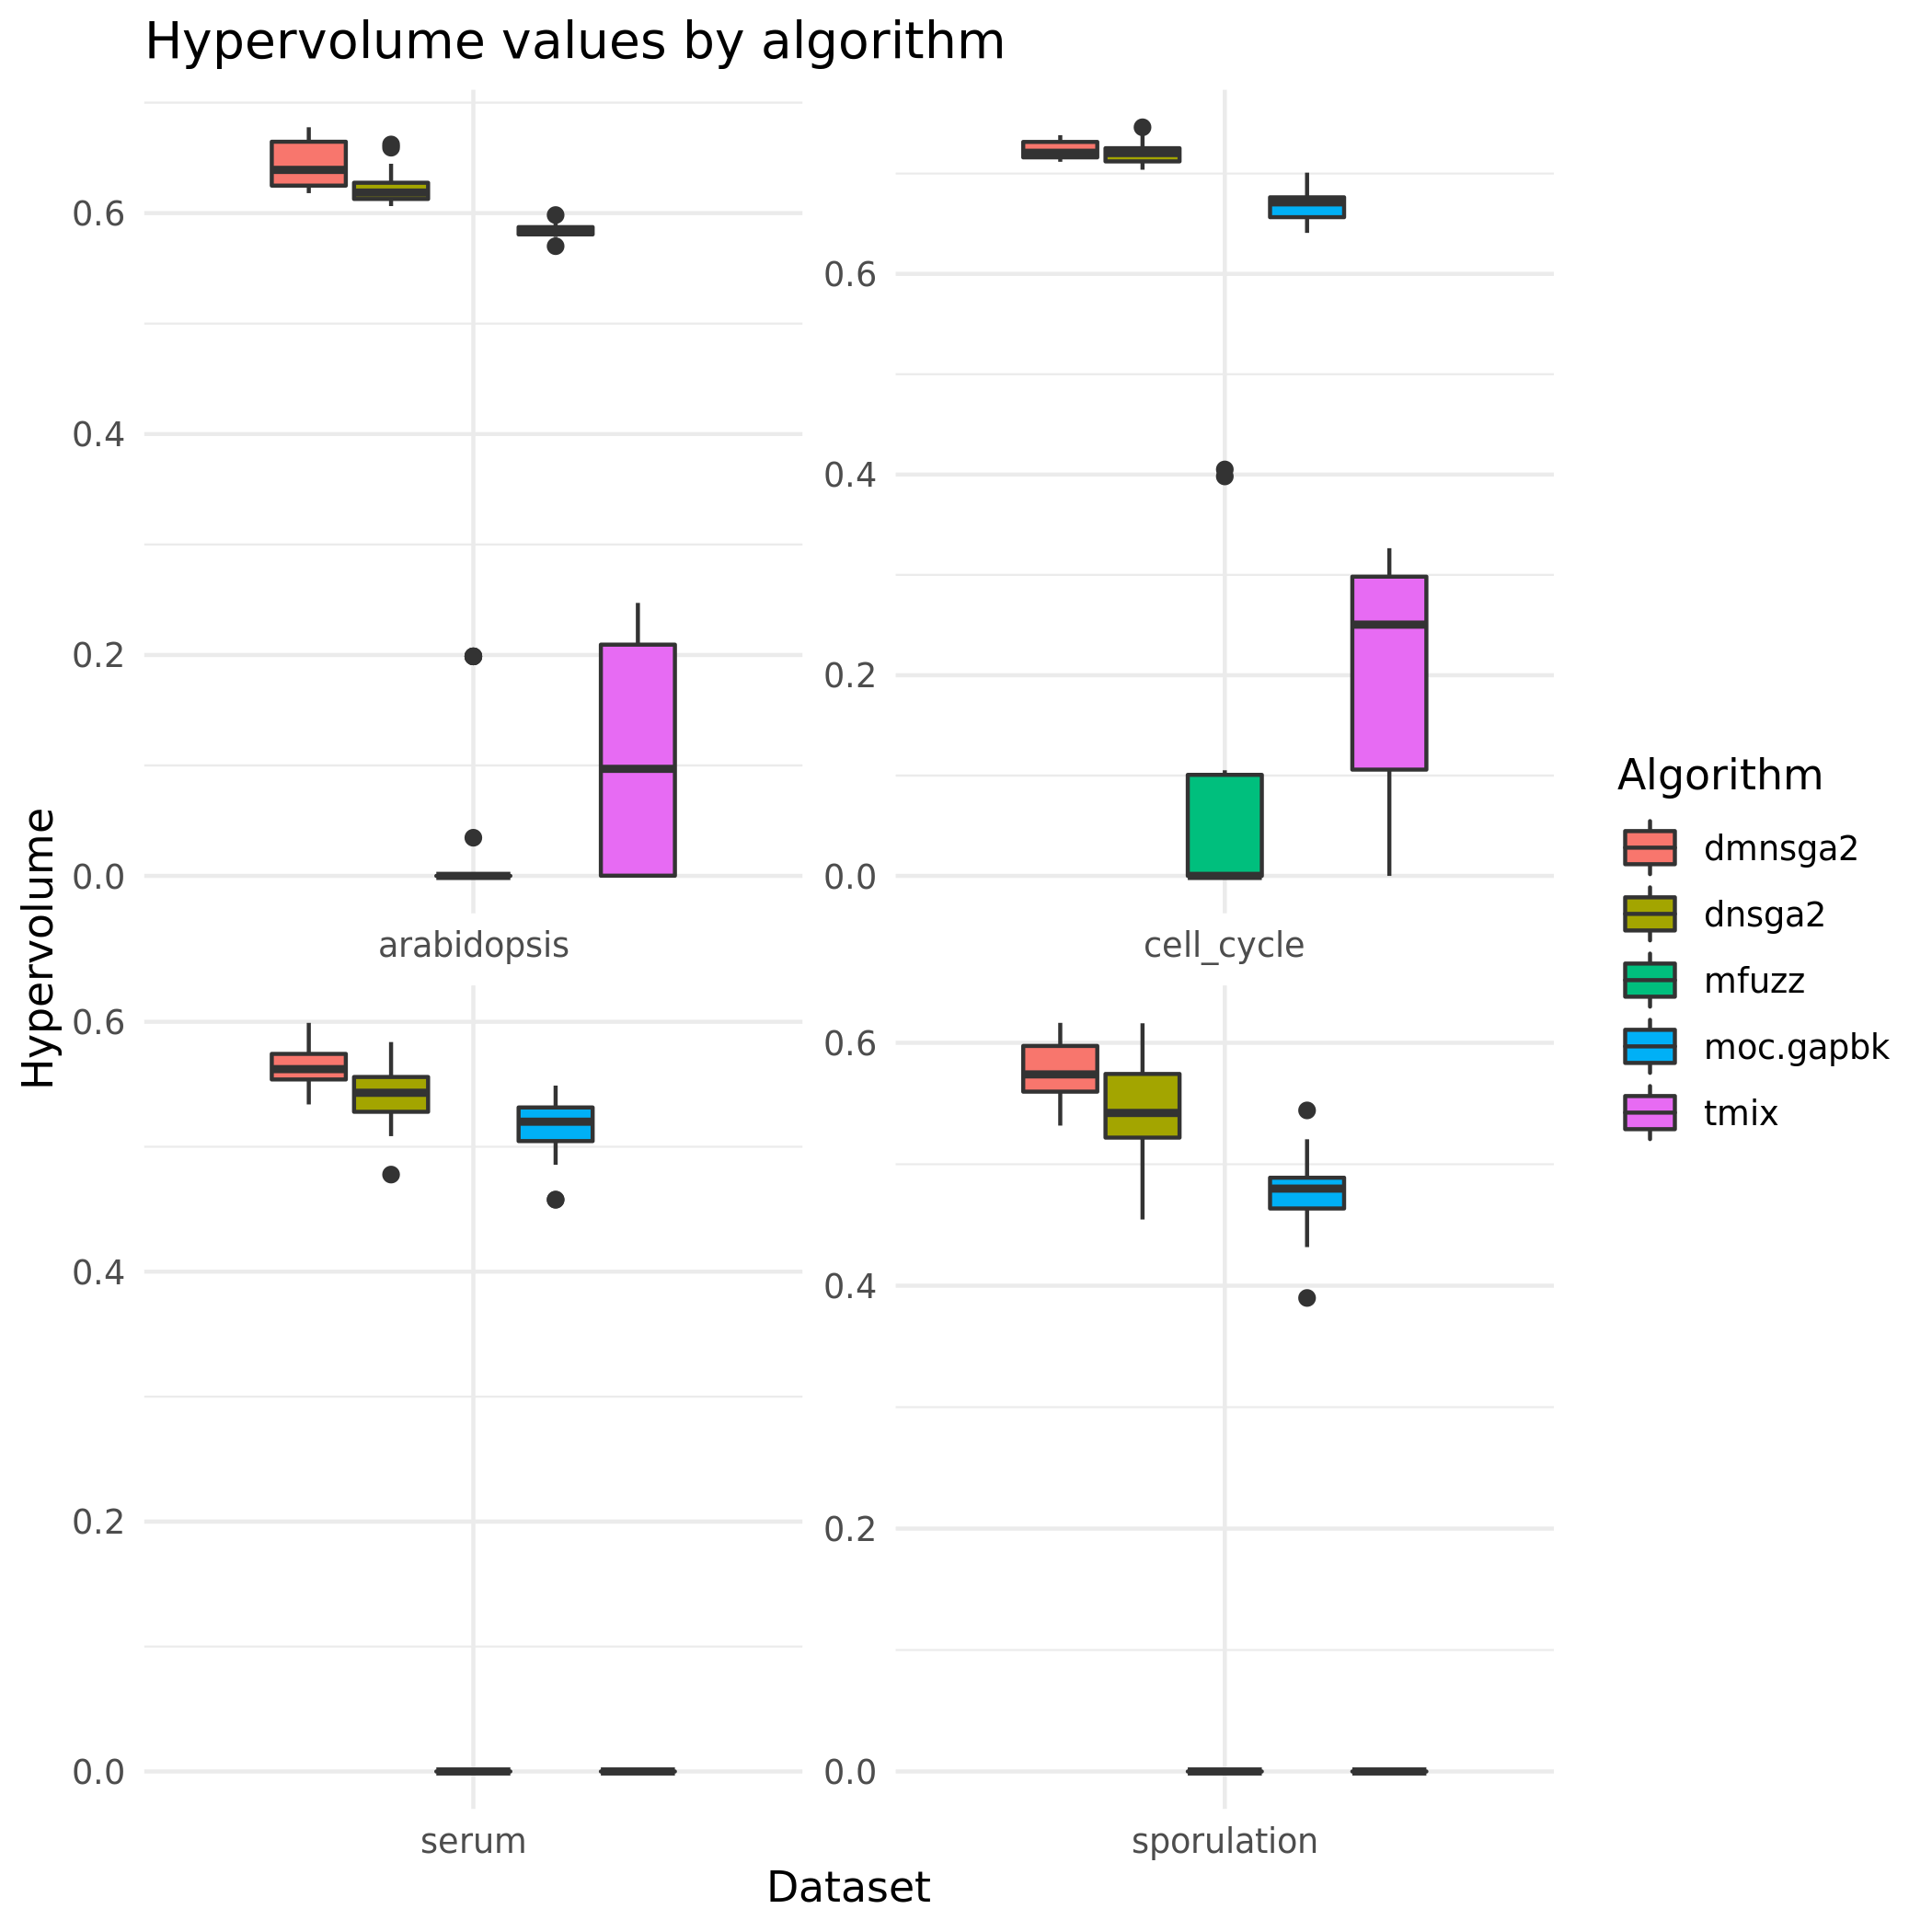 Hypervolume values by algorithm
Hypervolume
0.6
0.4
0.2
0.0
arabidopsis
0.6
0.4
0.2
0.0
cell_cycle
0.6
0.4
0.2
0.0
serum
0.6
0.4
0.2
0.0
sporulation
Dataset
Algorithm
dmnsga2
dnsga2
mfuzz
moc.gapbk
tmix